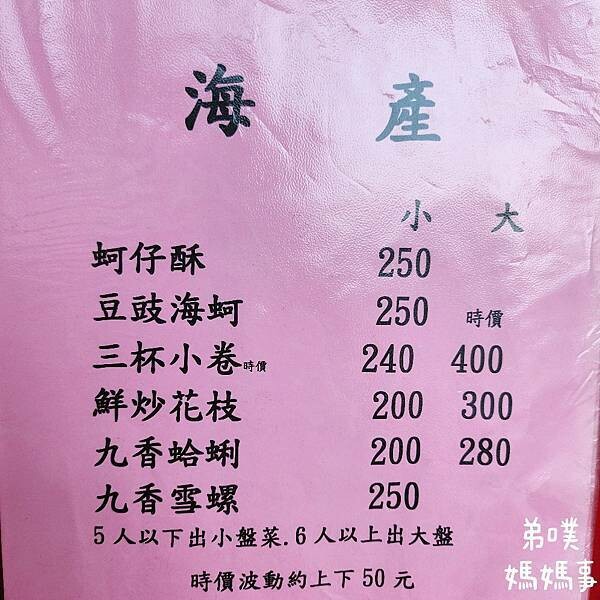 海 產
小 大
蚵仔酥 250
豆豉海蚵 250 時價
三杯小卷時價 240 400
鮮炒花枝 200 300
九香蛤蜊 200 280
九香雪螺 250
5人以下出小盤菜.6人以上出大盤
時價波動約上下50元
弟噗
媽媽事